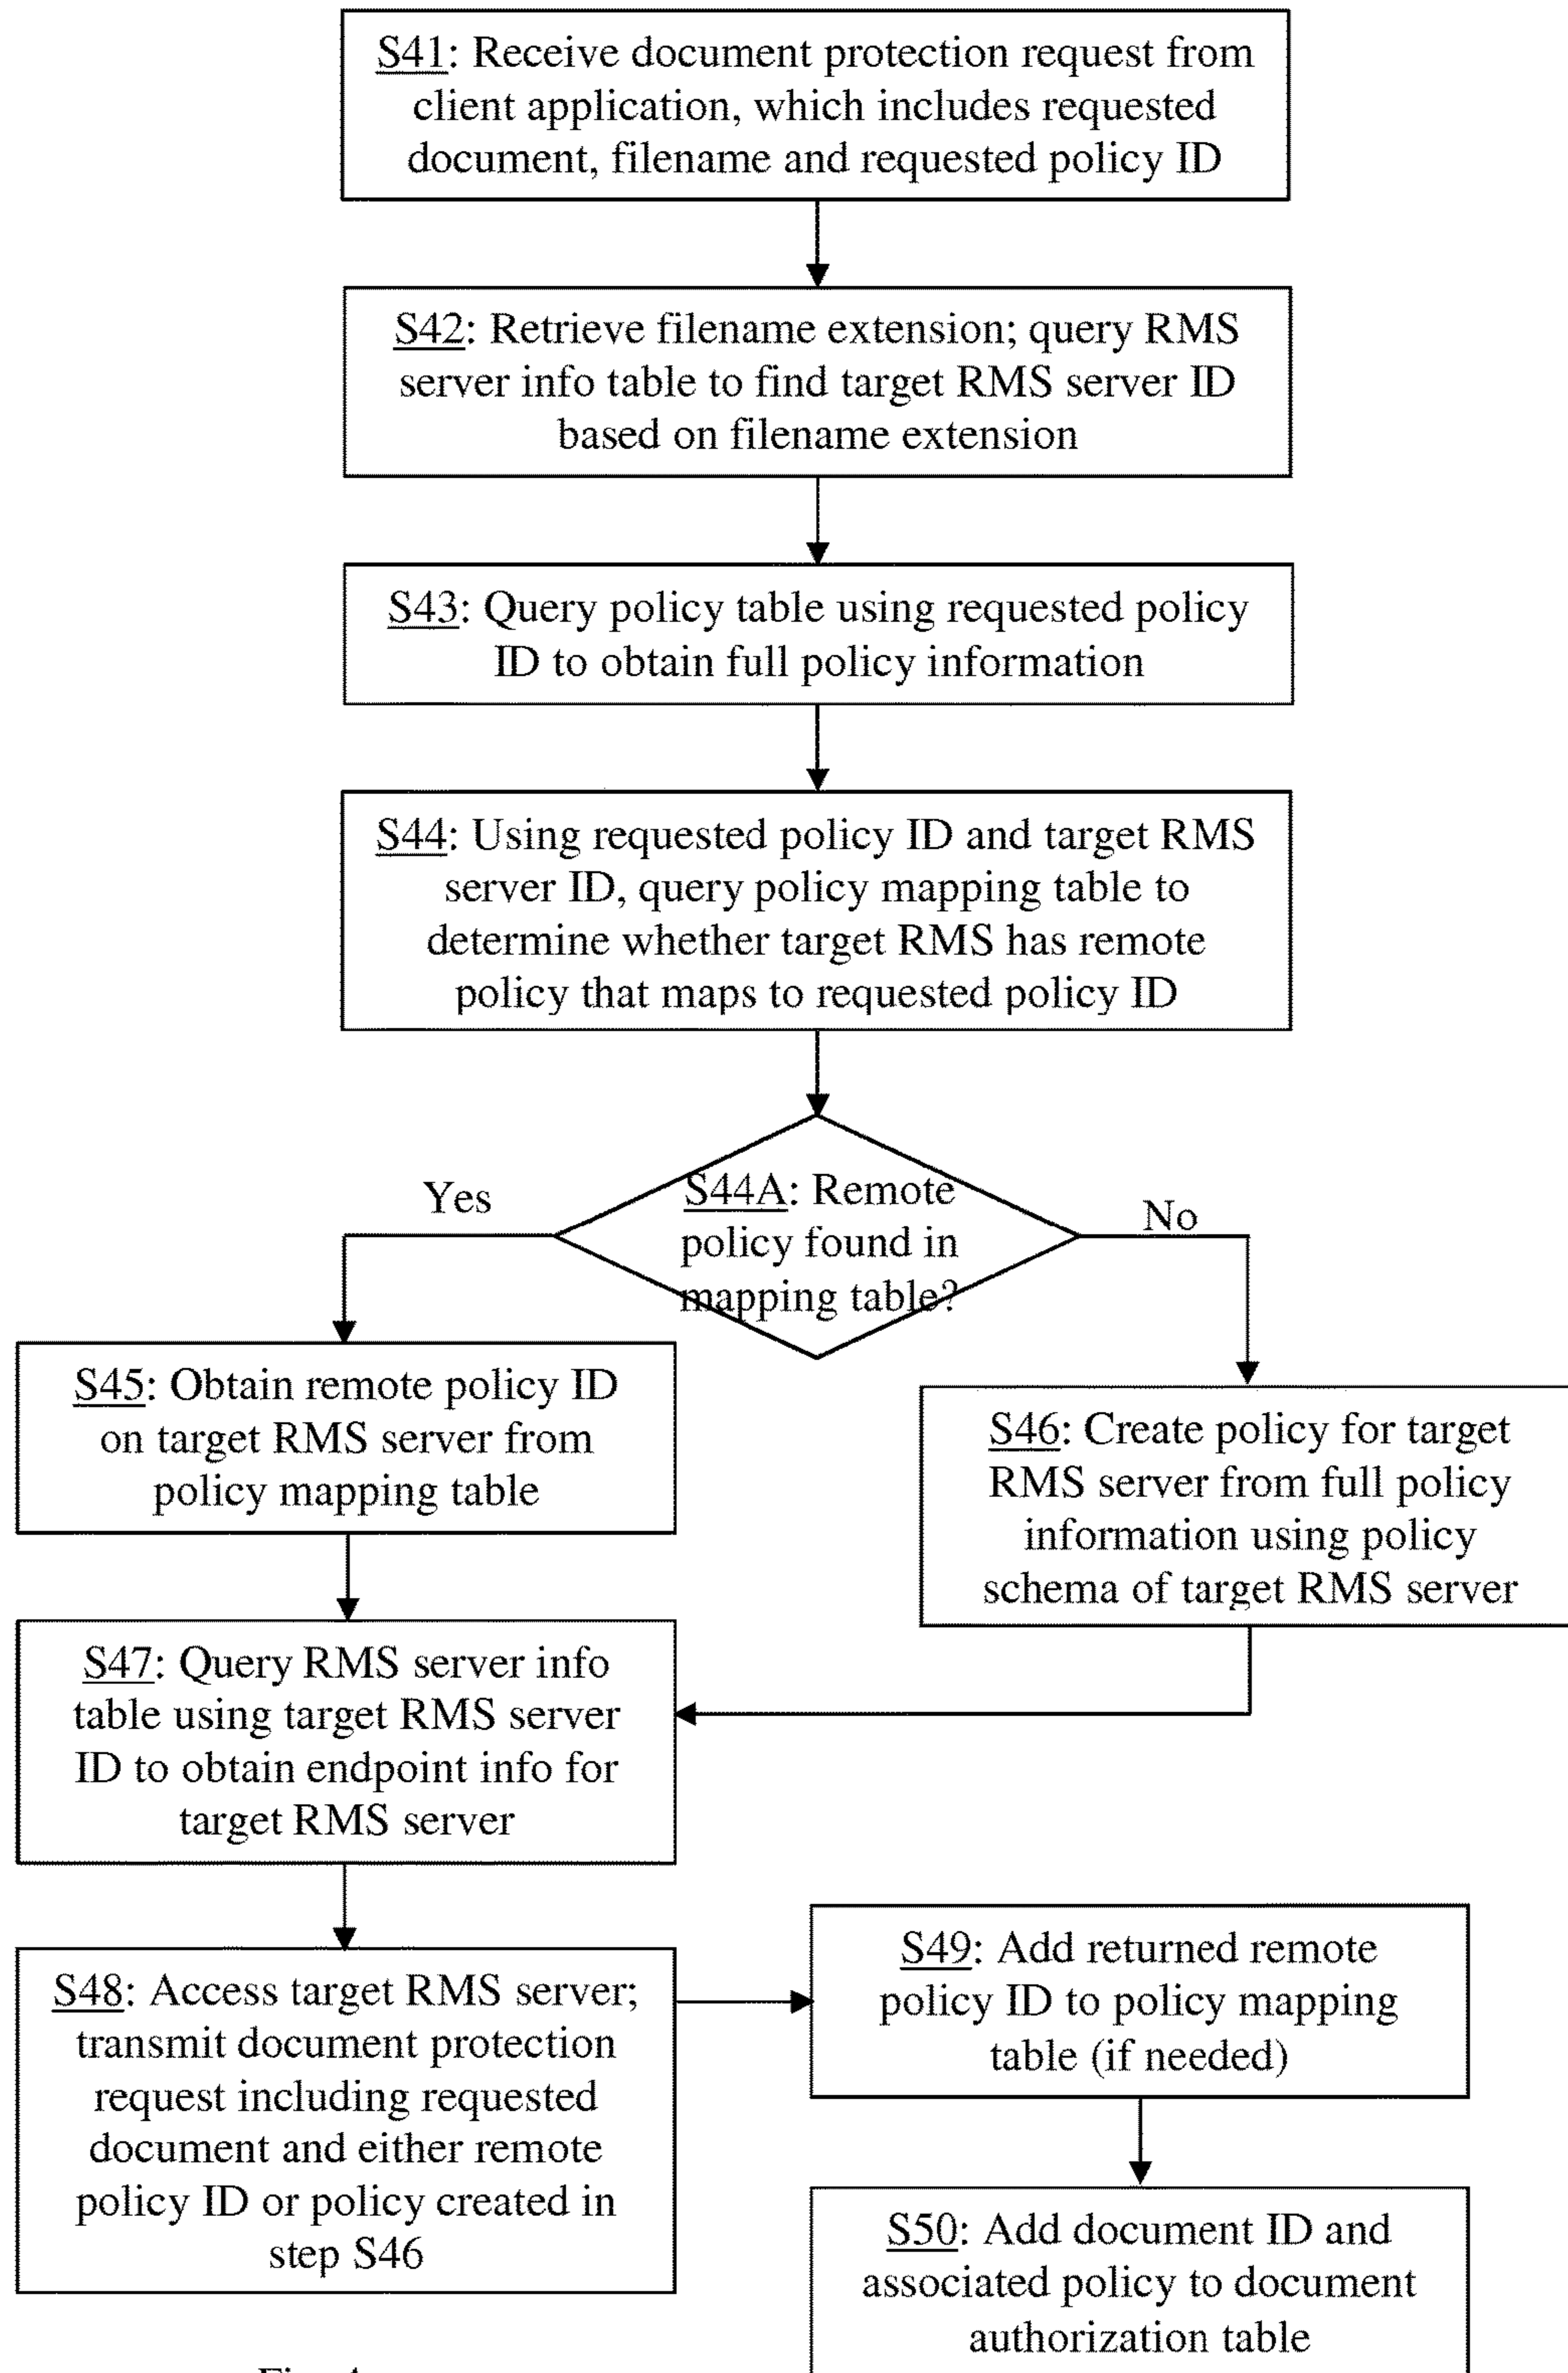 S41: Receive document protection request from
client application, which includes requested
document, filename and requested policy ID
S42: Retrieve filename extension; query RMS
server info table to find target RMS server ID
based on filename extension
S43: Query policy table using requested policy
ID to obtain full policy information
S44: Using requested policy ID and target RMS
server ID, query policy mapping table to
determine whether target RMS has remote
policy that maps to requested policy ID
S44A: Remote
policy found in
mapping table?
Yes
No
S45: Obtain remote policy ID
on target RMS server from
policy mapping table
S46: Create policy for target
RMS server from full policy
information using policy
schema of target RMS server
S47: Query RMS server info
table using target RMS server
ID to obtain endpoint info for
target RMS server
S48: Access target RMS server;
transmit document protection
request including requested
document and either remote
policy ID or policy created in
step S46
S49: Add returned remote
policy ID to policy mapping
table (if needed)
S50: Add document ID and
associated policy to document
authorization table